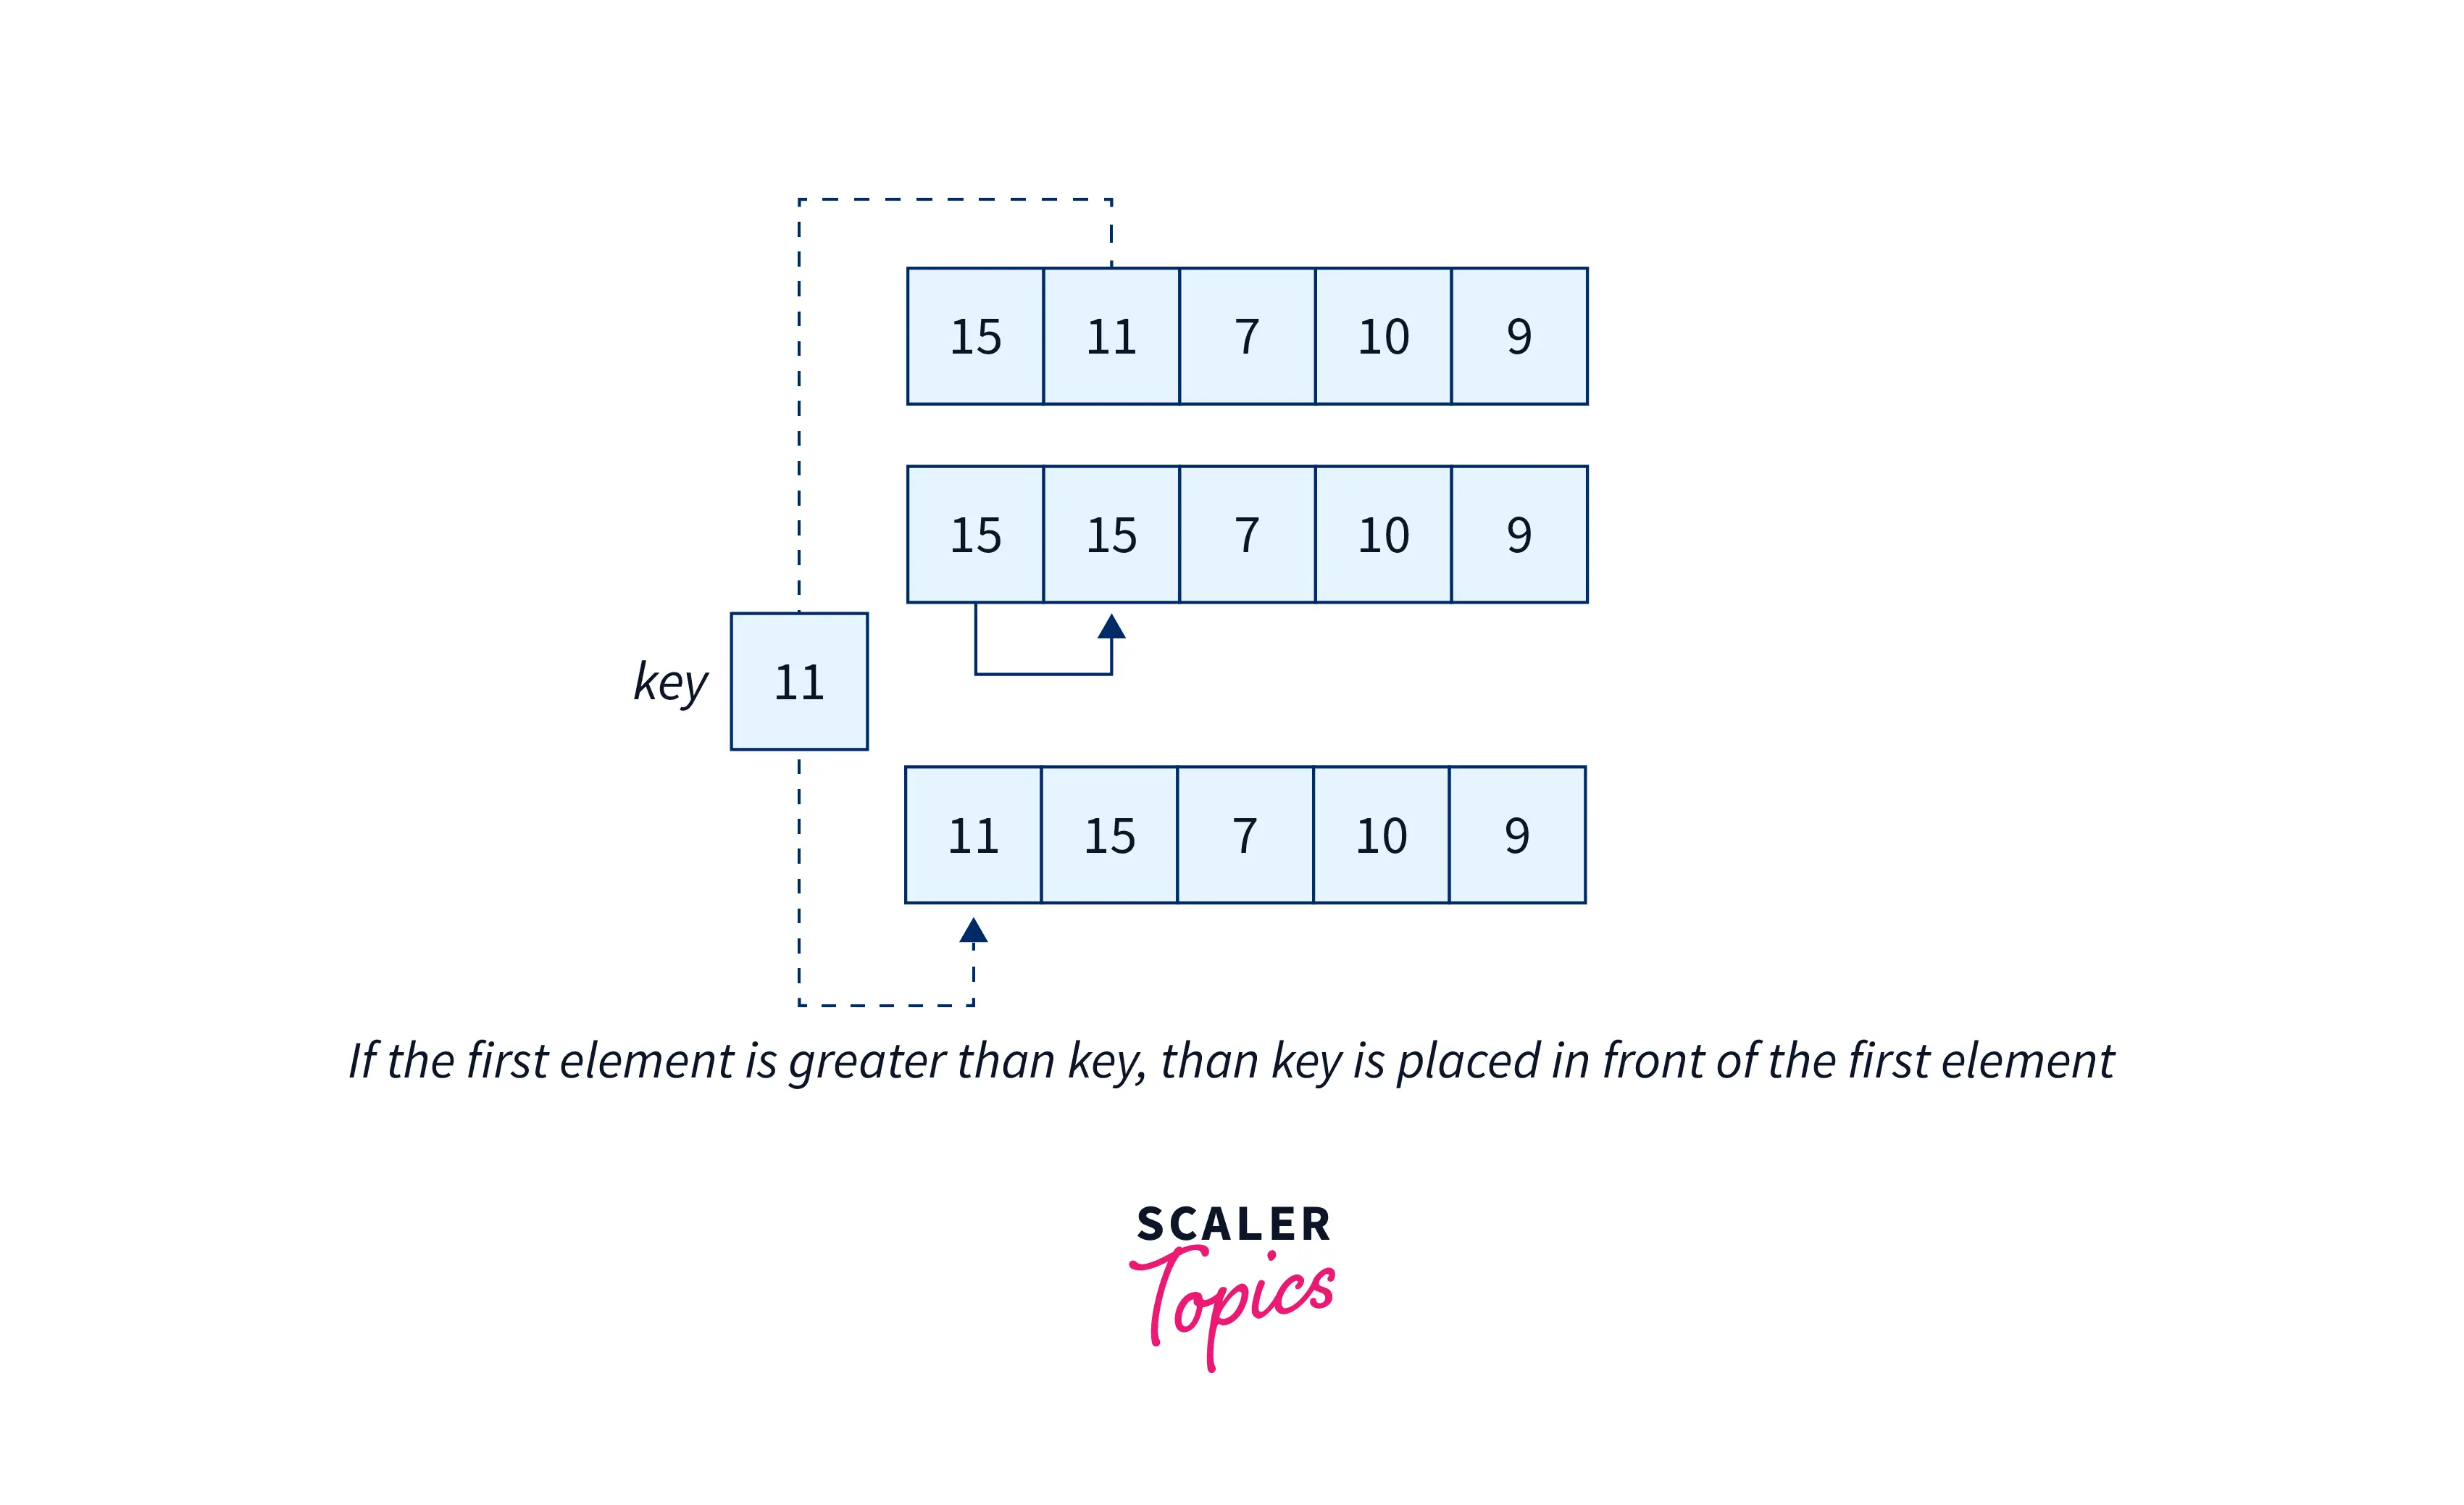 15 11 7 10 9
15 15 7 10 9
key 11
11 15 7 10 9
If the first element is greater than key, than key is placed in front of the first element
SCALER
Topics